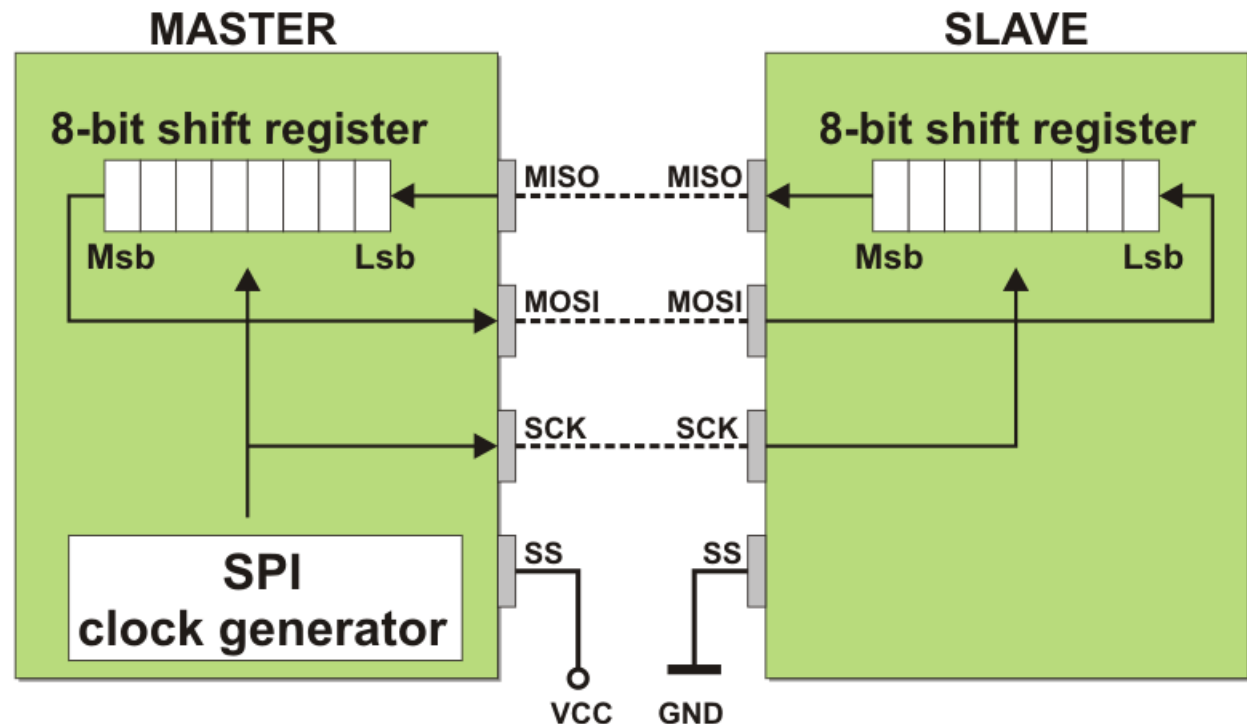 MASTER
SLAVE
8-bit shift register
8-bit shift register
MISO
MISO
Msb
Lsb
Msb
Lsb
MOSI
MOSI
SCK
SCK
SS
SS
SPI
clock generator
VCC
GND